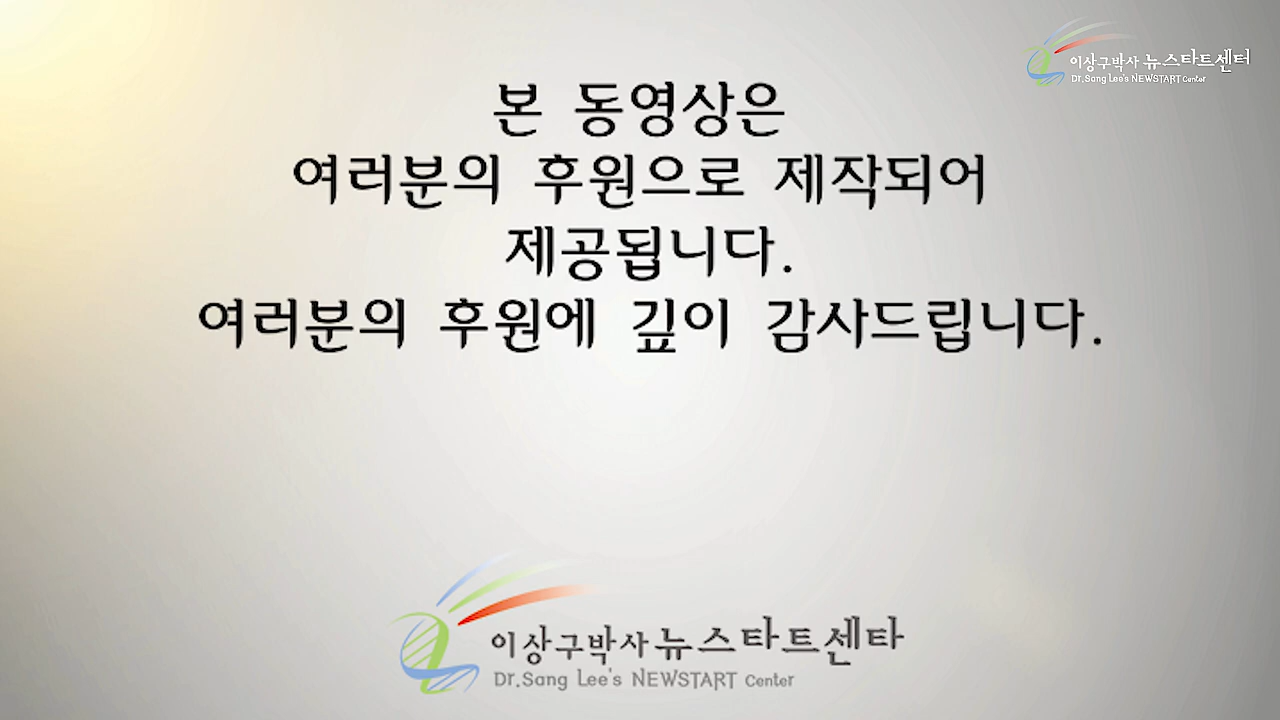 이상구박사 뉴스타트센터
Dr.Sang Lee's NEWSTART Center
본 동영상은
여러분의 후원으로 제작되어
제공됩니다.
여러분의 후원에 깊이 감사드립니다.
이상구박사 뉴스타트센타
Dr.Sang Lee's NEWSTART Center